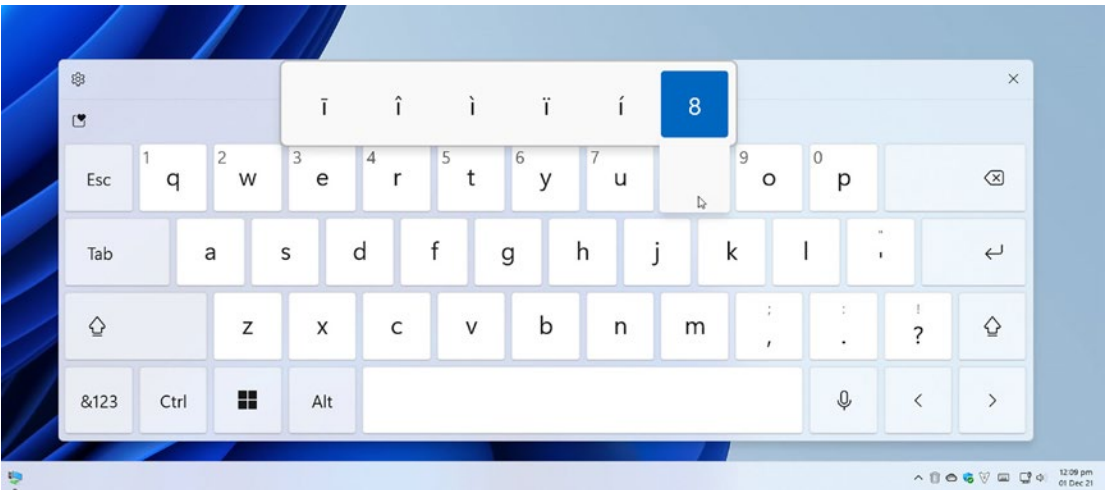 ī î ì ï í 8
Esc 1 q 2 w 3 e 4 r 5 t 6 y 7 u 9 o 0 p
Tab a s d f g h j k l " '
z x c v b n m ; , : . ! ?
&123 Ctrl Alt
12:09 pm
01 Dec 21